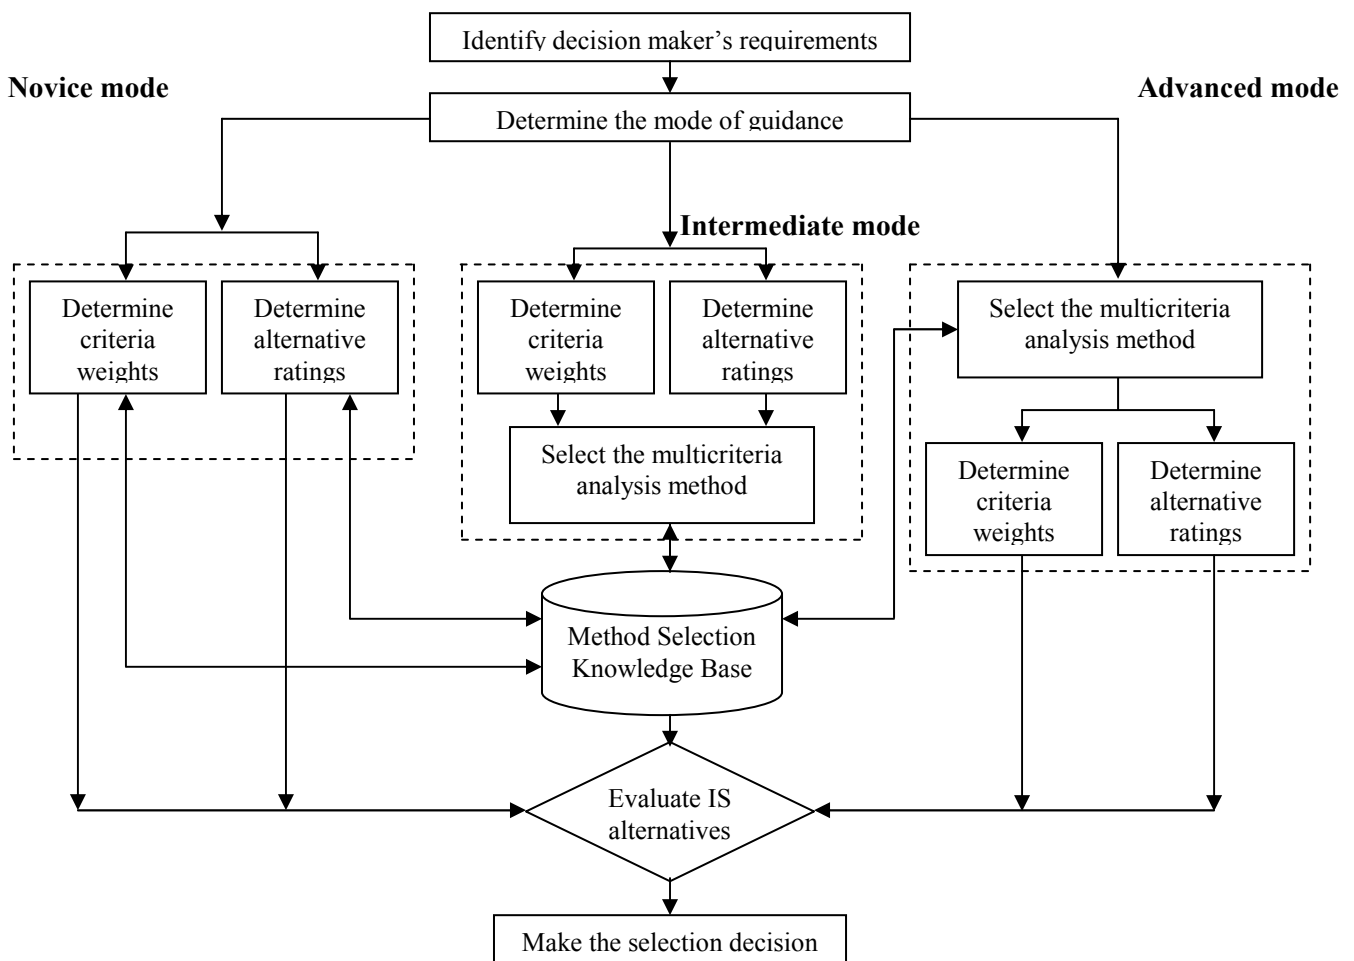 Identify decision maker’s requirements
Novice mode
Advanced mode
Determine the mode of guidance
Intermediate mode
Determine
criteria
weights
Determine
alternative
ratings
Determine
criteria
weights
Determine
alternative
ratings
Select the multicriteria
analysis method
Select the multicriteria
analysis method
Determine
criteria
weights
Determine
alternative
ratings
Method Selection
Knowledge Base
Evaluate IS
alternatives
Make the selection decision